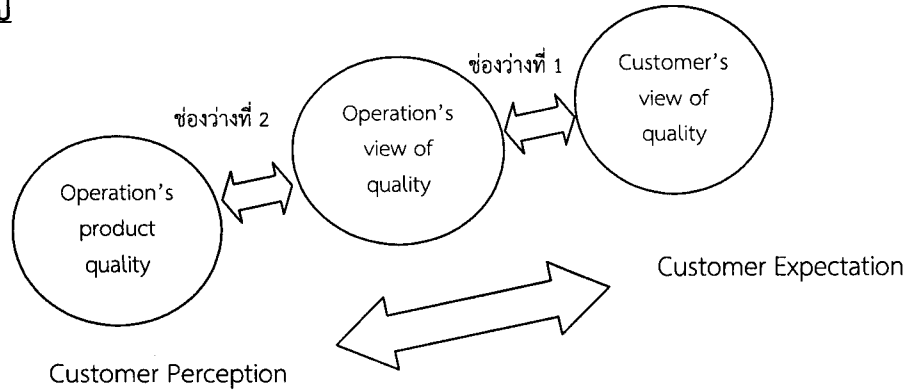 ช่องว่างที่ 1
Customer's
view of
quality
ช่องว่างที่ 2
Operation's
view of
quality
Operation's
product
quality
Customer Expectation
Customer Perception